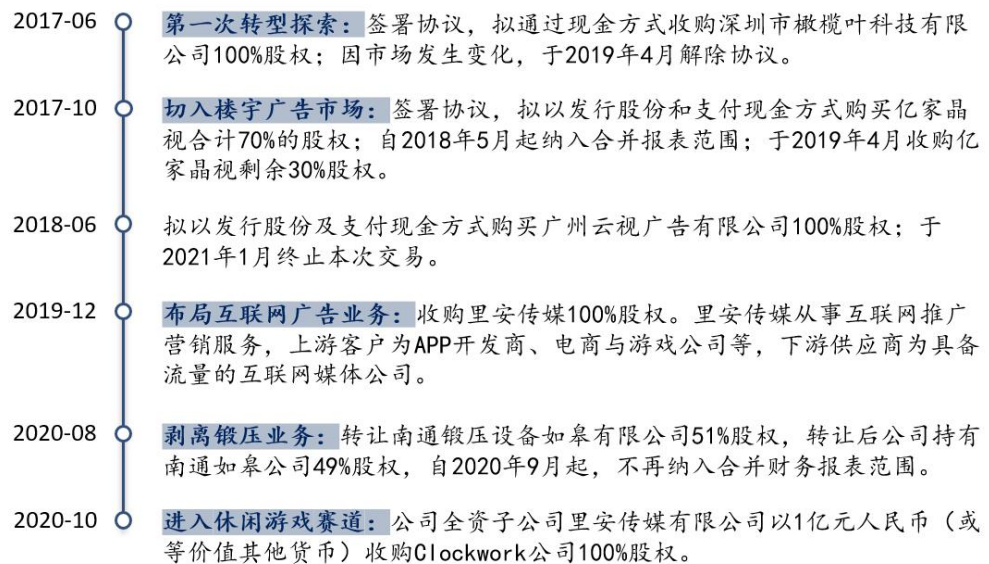 2017-06
第一次转型探索：签署协议，拟通过现金方式收购深圳市橄榄叶科技有限
公司100%股权；因市场发生变化，于2019年4月解除协议。
2017-10
切入楼宇广告市场：签署协议，拟以发行股份和支付现金方式购买亿家晶
视合计70%的股权；自2018年5月起纳入合并报表范围；于2019年4月收购亿
家晶视剩余30%股权。
2018-06
拟以发行股份及支付现金方式购买广州云视广告有限公司100%股权；于
2021年1月终止本次交易。
2019-12
布局互联网广告业务：收购里安传媒100%股权。里安传媒从事互联网推广
营销服务，上游客户为APP开发商、电商与游戏公司等，下游供应商为具备
流量的互联网媒体公司。
2020-08
剥离锻压业务：转让南通锻压设备如皋有限公司51%股权，转让后公司持有
南通如皋公司49%股权，自2020年9月起，不再纳入合并财务报表范围。
2020-10
进入休闲游戏赛道：公司全资子公司里安传媒有限公司以1亿元人民币（或
等价值其他货币）收购Clockwork公司100%股权。